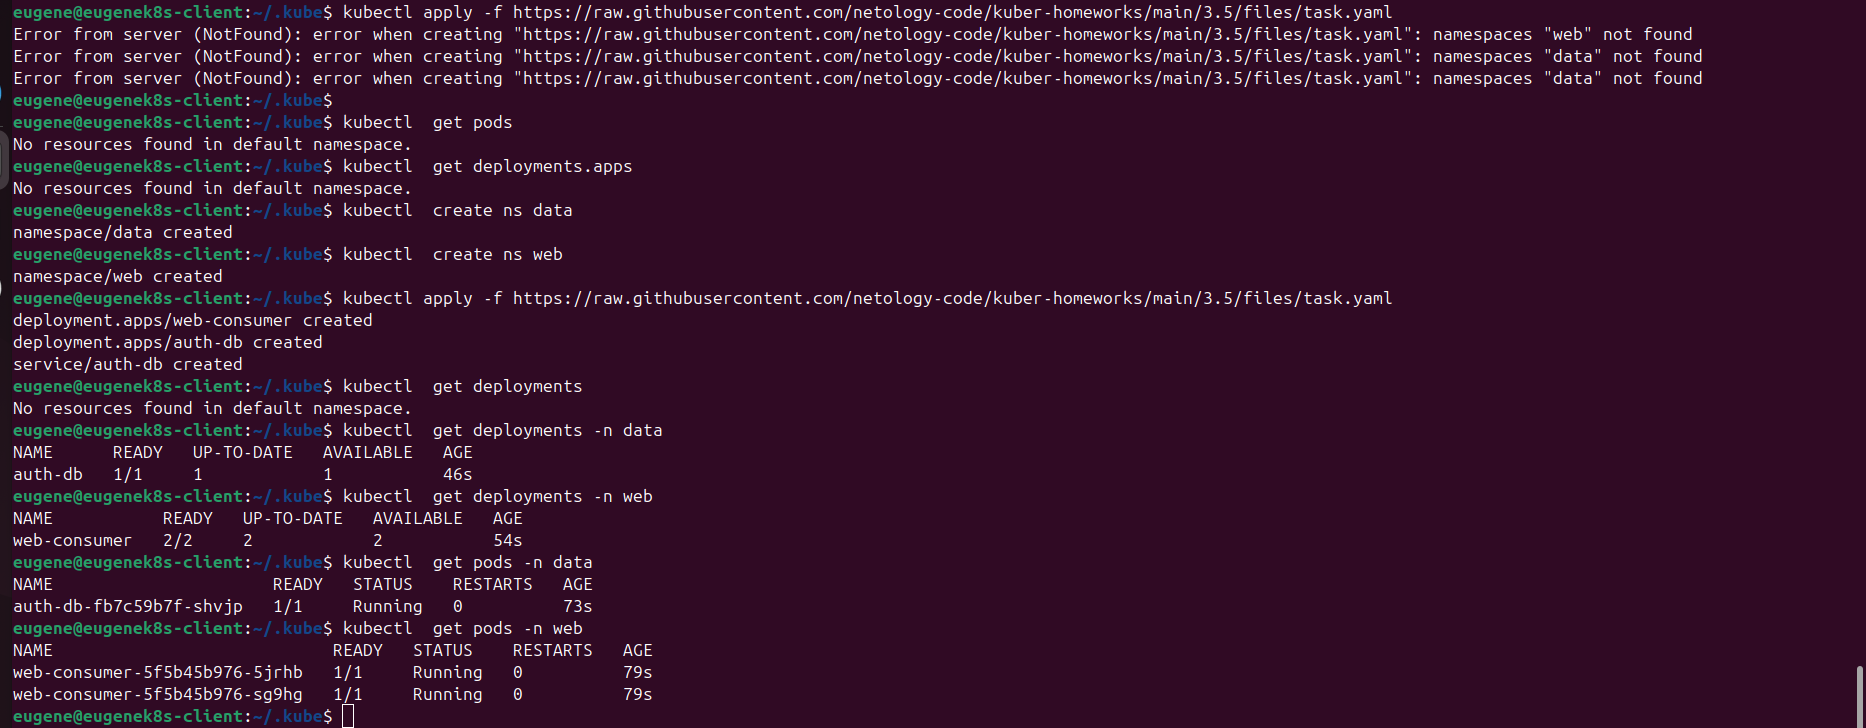 eugene@eugenek8s-client:~/.kube$ kubectl apply -f https://raw.githubusercontent.com/netology-code/kuber-homeworks/main/3.5/files/task.yaml
Error from server (NotFound): error when creating "https://raw.githubusercontent.com/netology-code/kuber-homeworks/main/3.5/files/task.yaml": namespaces "web" not found
Error from server (NotFound): error when creating "https://raw.githubusercontent.com/netology-code/kuber-homeworks/main/3.5/files/task.yaml": namespaces "data" not found
Error from server (NotFound): error when creating "https://raw.githubusercontent.com/netology-code/kuber-homeworks/main/3.5/files/task.yaml": namespaces "data" not found
eugene@eugenek8s-client:~/.kube$
eugene@eugenek8s-client:~/.kube$ kubectl  get pods
No resources found in default namespace.
eugene@eugenek8s-client:~/.kube$ kubectl  get deployments.apps
No resources found in default namespace.
eugene@eugenek8s-client:~/.kube$ kubectl  create ns data
namespace/data created
eugene@eugenek8s-client:~/.kube$ kubectl  create ns web
namespace/web created
eugene@eugenek8s-client:~/.kube$ kubectl apply -f https://raw.githubusercontent.com/netology-code/kuber-homeworks/main/3.5/files/task.yaml
deployment.apps/web-consumer created
deployment.apps/auth-db created
service/auth-db created
eugene@eugenek8s-client:~/.kube$ kubectl  get deployments
No resources found in default namespace.
eugene@eugenek8s-client:~/.kube$ kubectl  get deployments -n data
NAME      READY   UP-TO-DATE   AVAILABLE   AGE
auth-db   1/1     1            1           46s
eugene@eugenek8s-client:~/.kube$ kubectl  get deployments -n web
NAME           READY   UP-TO-DATE   AVAILABLE   AGE
web-consumer   2/2     2            2           54s
eugene@eugenek8s-client:~/.kube$ kubectl  get pods -n data
NAME                      READY   STATUS    RESTARTS   AGE
auth-db-fb7c59b7f-shvjp   1/1     Running   0          73s
eugene@eugenek8s-client:~/.kube$ kubectl  get pods -n web
NAME                            READY   STATUS    RESTARTS   AGE
web-consumer-5f5b45b976-5jrhb   1/1     Running   0          79s
web-consumer-5f5b45b976-sg9hg   1/1     Running   0          79s
eugene@eugenek8s-client:~/.kube$